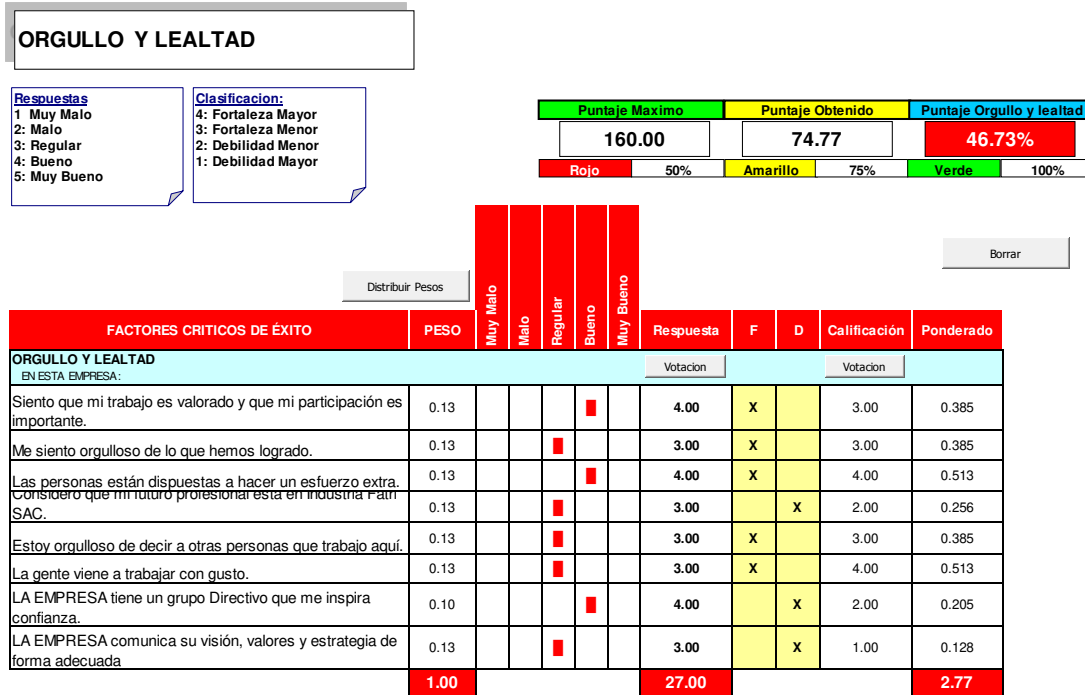 ORGULLO Y LEALTAD
Respuestas
1 Muy Malo
2: Malo
3: Regular
4: Bueno
5: Muy Bueno
Clasificacion:
4: Fortaleza Mayor
3: Fortaleza Menor
2: Debilidad Menor
1: Debilidad Mayor
Puntaje Maximo Puntaje Obtenido Puntaje Orgullo y lealtad
160.00 74.77 46.73%
Rojo 50% Amarillo 75% Verde 100%
Borrar
Distribuir Pesos
FACTORES CRITICOS DE ÉXITO PESO Muy Malo Malo Regular Bueno Muy Bueno Respuesta F D Calificación Ponderado
ORGULLO Y LEALTAD
EN ESTA EMPRESA: Votacion Votacion
Siento que mi trabajo es valorado y que mi participación es
importante. 0.13 4.00 X 3.00 0.385
Me siento orgulloso de lo que hemos logrado. 0.13 3.00 X 3.00 0.385
Las personas están dispuestas a hacer un esfuerzo extra. 0.13 4.00 X 4.00 0.513
Considero que mi futuro profesional está en Industria Fatri
SAC. 0.13 3.00 X 2.00 0.256
Estoy orgulloso de decir a otras personas que trabajo aquí. 0.13 3.00 X 3.00 0.385
La gente viene a trabajar con gusto. 0.13 3.00 X 4.00 0.513
LA EMPRESA tiene un grupo Directivo que me inspira
confianza. 0.10 4.00 X 2.00 0.205
LA EMPRESA comunica su visión, valores y estrategia de
forma adecuada 0.13 3.00 X 1.00 0.128
1.00 27.00 2.77